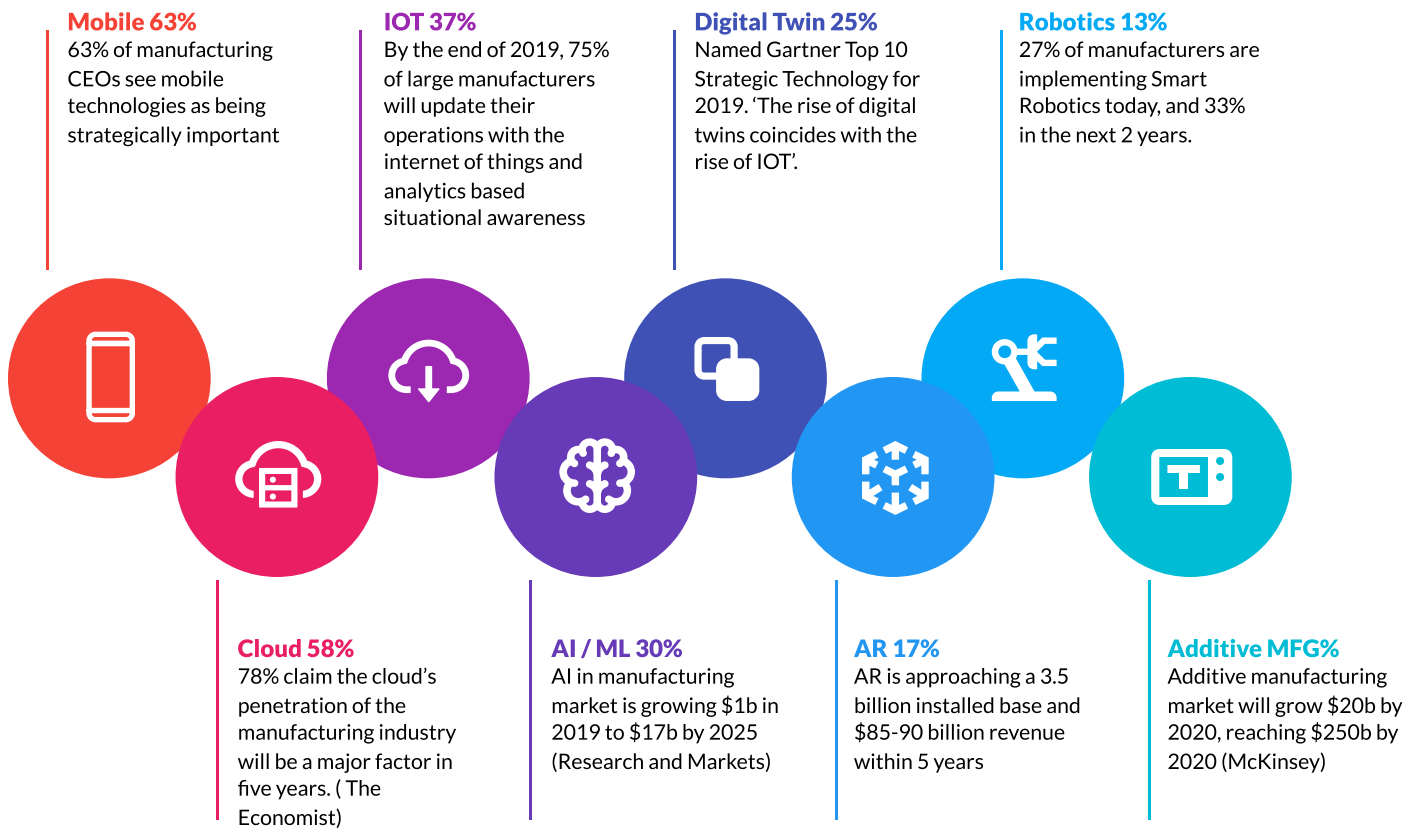 Mobile 63%
63% of manufacturing
CEOs see mobile
technologies as being
strategically important
IOT 37%
By the end of 2019, 75%
of large manufacturers
will update their
operations with the
internet of things and
analytics based
situational awareness
Digital Twin 25%
Named Gartner Top 10
Strategic Technology for
2019. ‘The rise of digital
twins coincides with the
rise of IOT’.
Robotics 13%
27% of manufacturers are
implementing Smart
Robotics today, and 33%
in the next 2 years.
Cloud 58%
78% claim the cloud’s
penetration of the
manufacturing industry
will be a major factor in
five years. ( The
Economist)
AI / ML 30%
AI in manufacturing
market is growing $1b in
2019 to $17b by 2025
(Research and Markets)
AR 17%
AR is approaching a 3.5
billion installed base and
$85-90 billion revenue
within 5 years
Additive MFG%
Additive manufacturing
market will grow $20b by
2020, reaching $250b by
2020 (McKinsey)